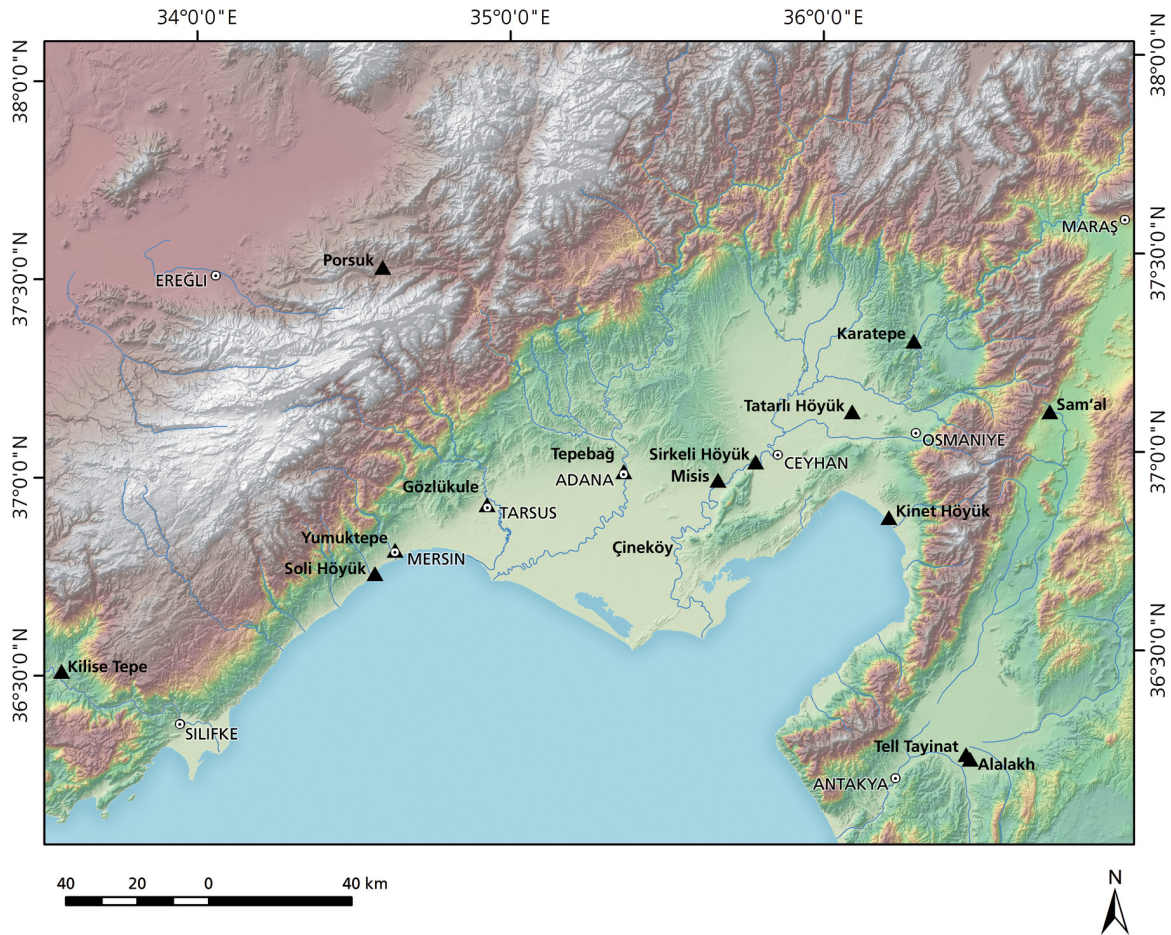 34°0'0"E
35°0'0"E
36°0'0"E
38°0'0"N
38°0'0"N
MARAŞ
Porsuk
EREĞLI
37°30'0"N
37°30'0"N
Karatepe
Tatarlı Höyük
Sam‘al
OSMANIYE
Tepebağ
Sirkeli Höyük
CEYHAN
ADANA
Misis
37°0'0"N
37°0'0"N
Gözlükule
TARSUS
Kinet Höyük
Yumuktepe
MERSIN
Çineköy
Soli Höyük
Kilise Tepe
36°30'0"N
36°30'0"N
SILIFKE
Tell Tayinat
Alalakh
ANTAKYA
40 20 0 40 km
N